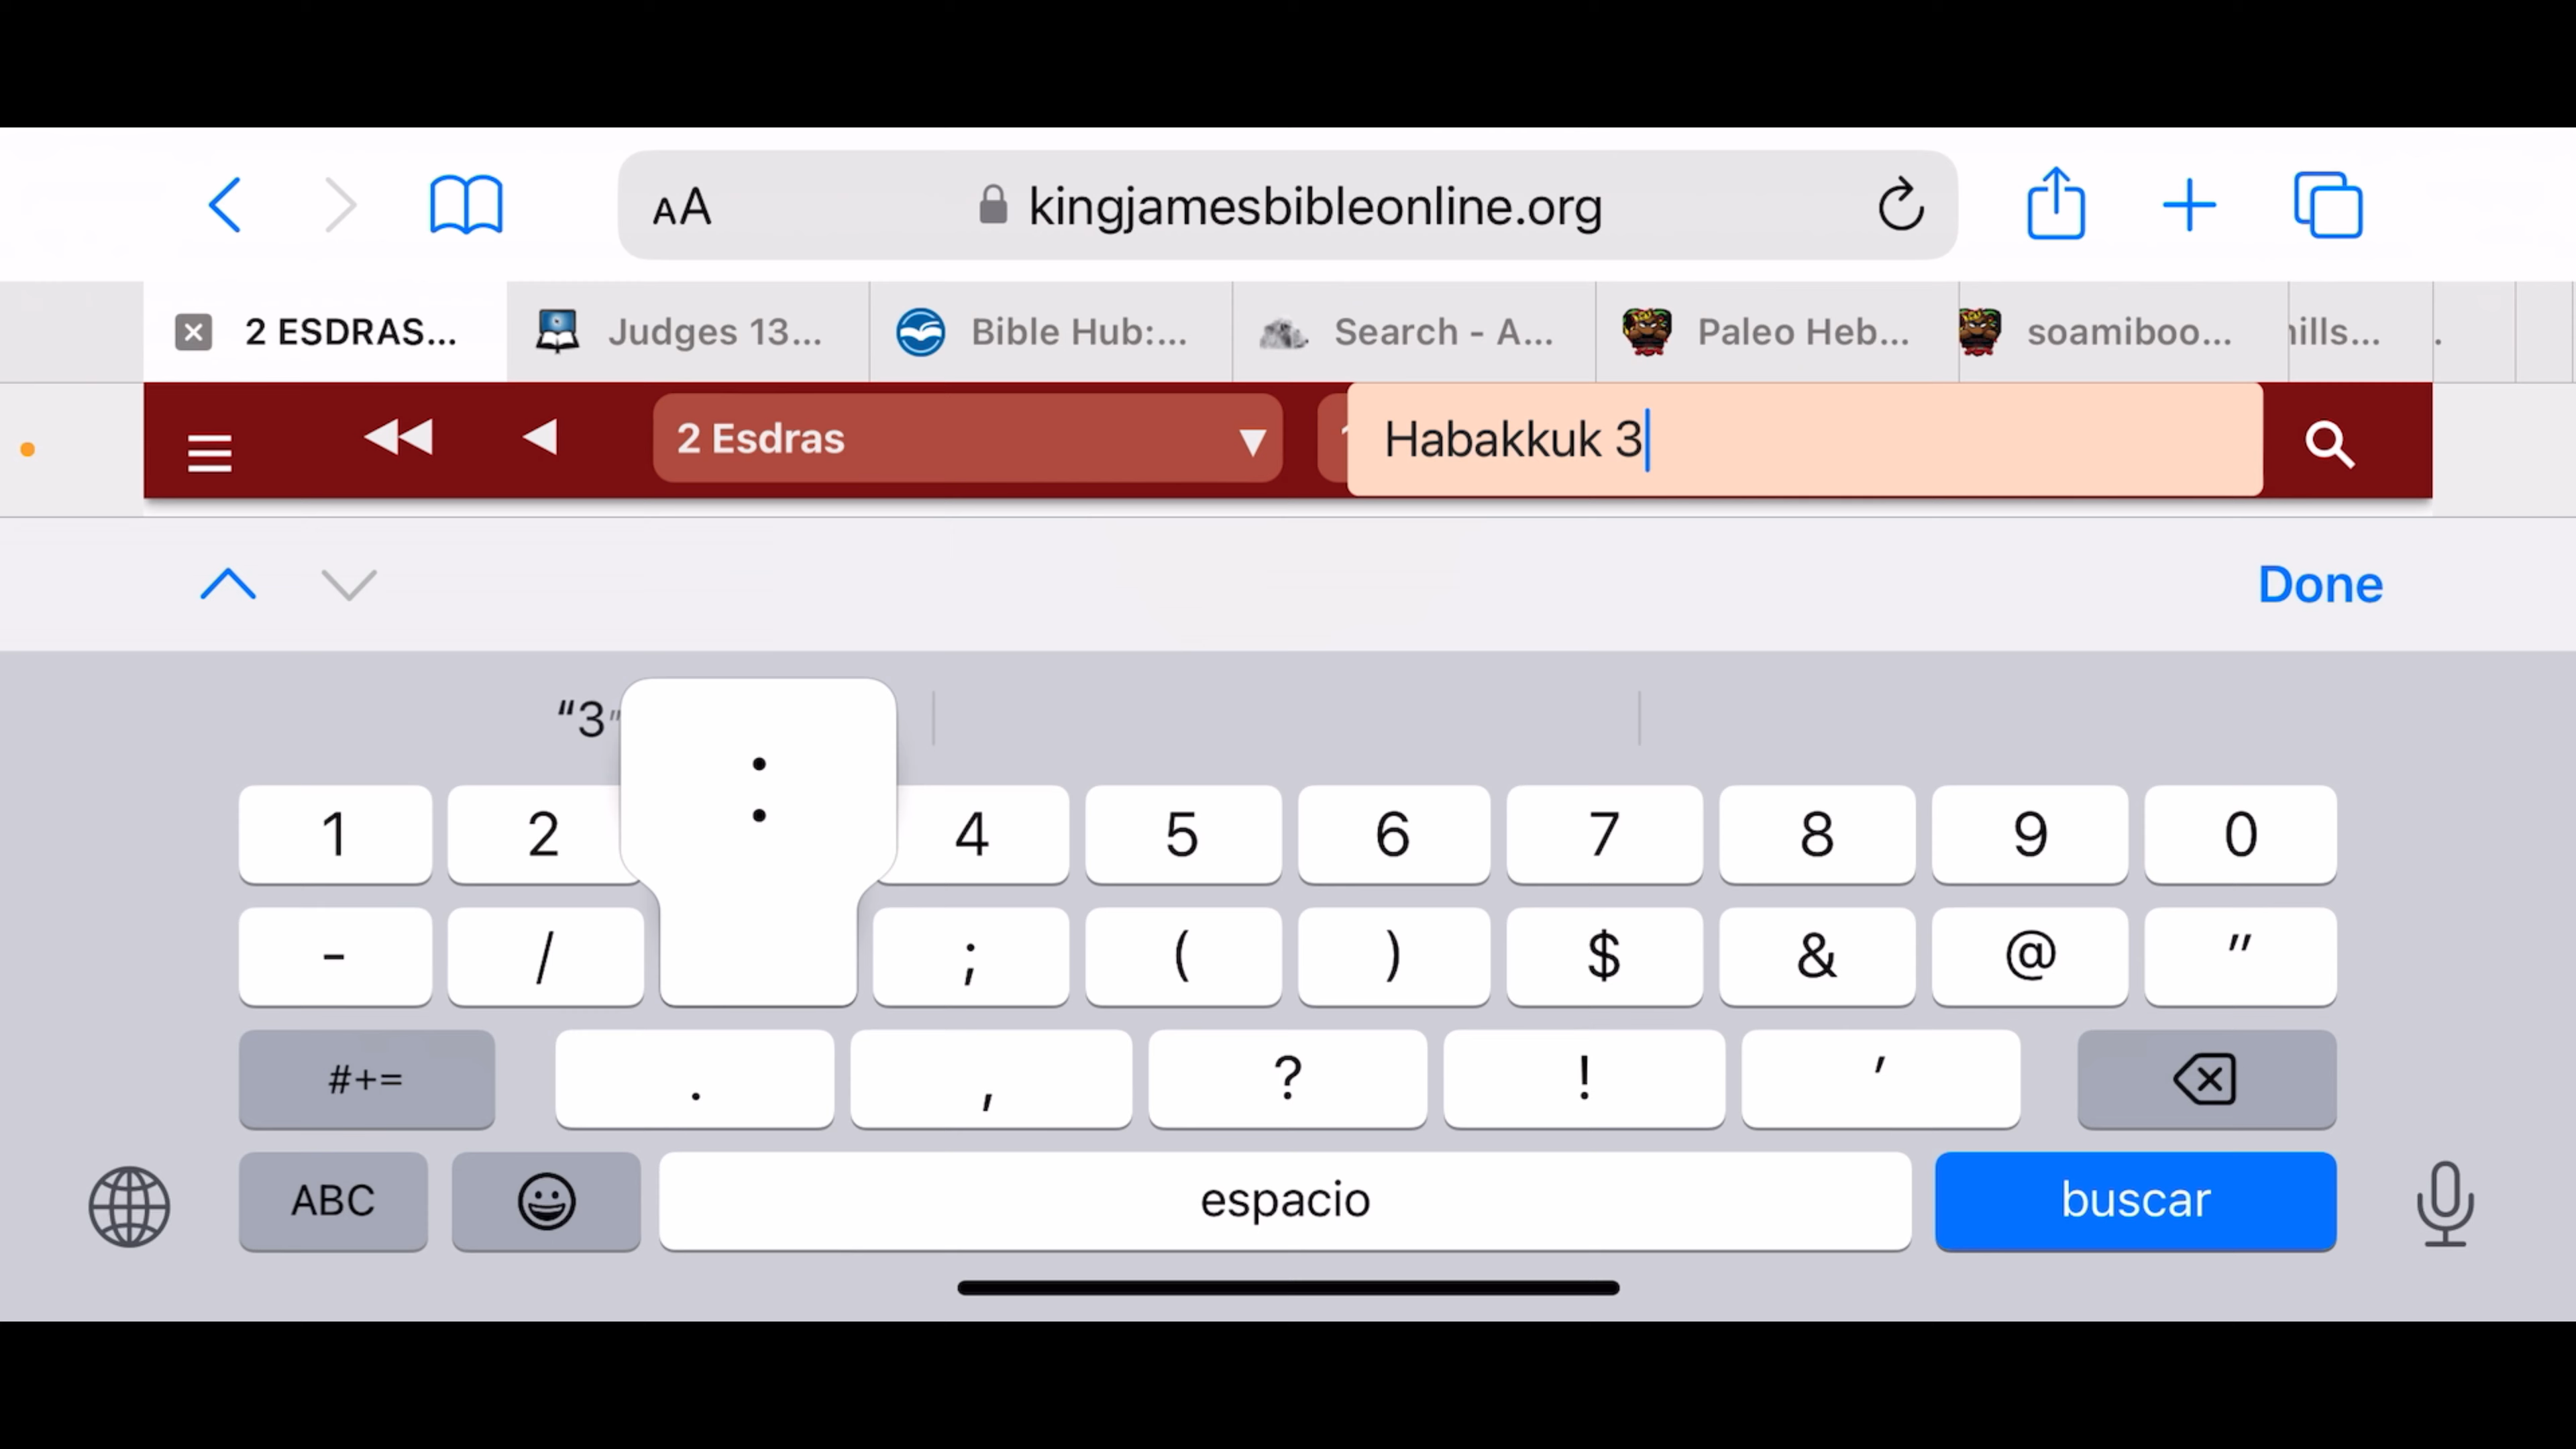 AA kingjamesbibleonline.org
2 ESDRAS... Judges 13... Bible Hub:... Search - A... Paleo Heb... soamiboo... hills... .
2 Esdras Habakkuk 3
Done
“3”
:
1 2 4 5 6 7 8 9 0
- / ; ( ) $ & @ "
#+= . , ? ! '
ABC espacio buscar